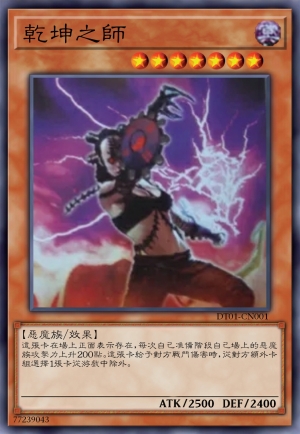 乾坤之師
DT01-CN001
【惡魔族/效果】
這張卡在場上正面表示存在，每次自己準備階段自己的惡魔
族攻擊力上升200點。這張卡給予對方戰鬥傷害時，從對方額外卡
組選擇1張卡從游戲中除外。
ATK/2500 DEF/2400
77239043